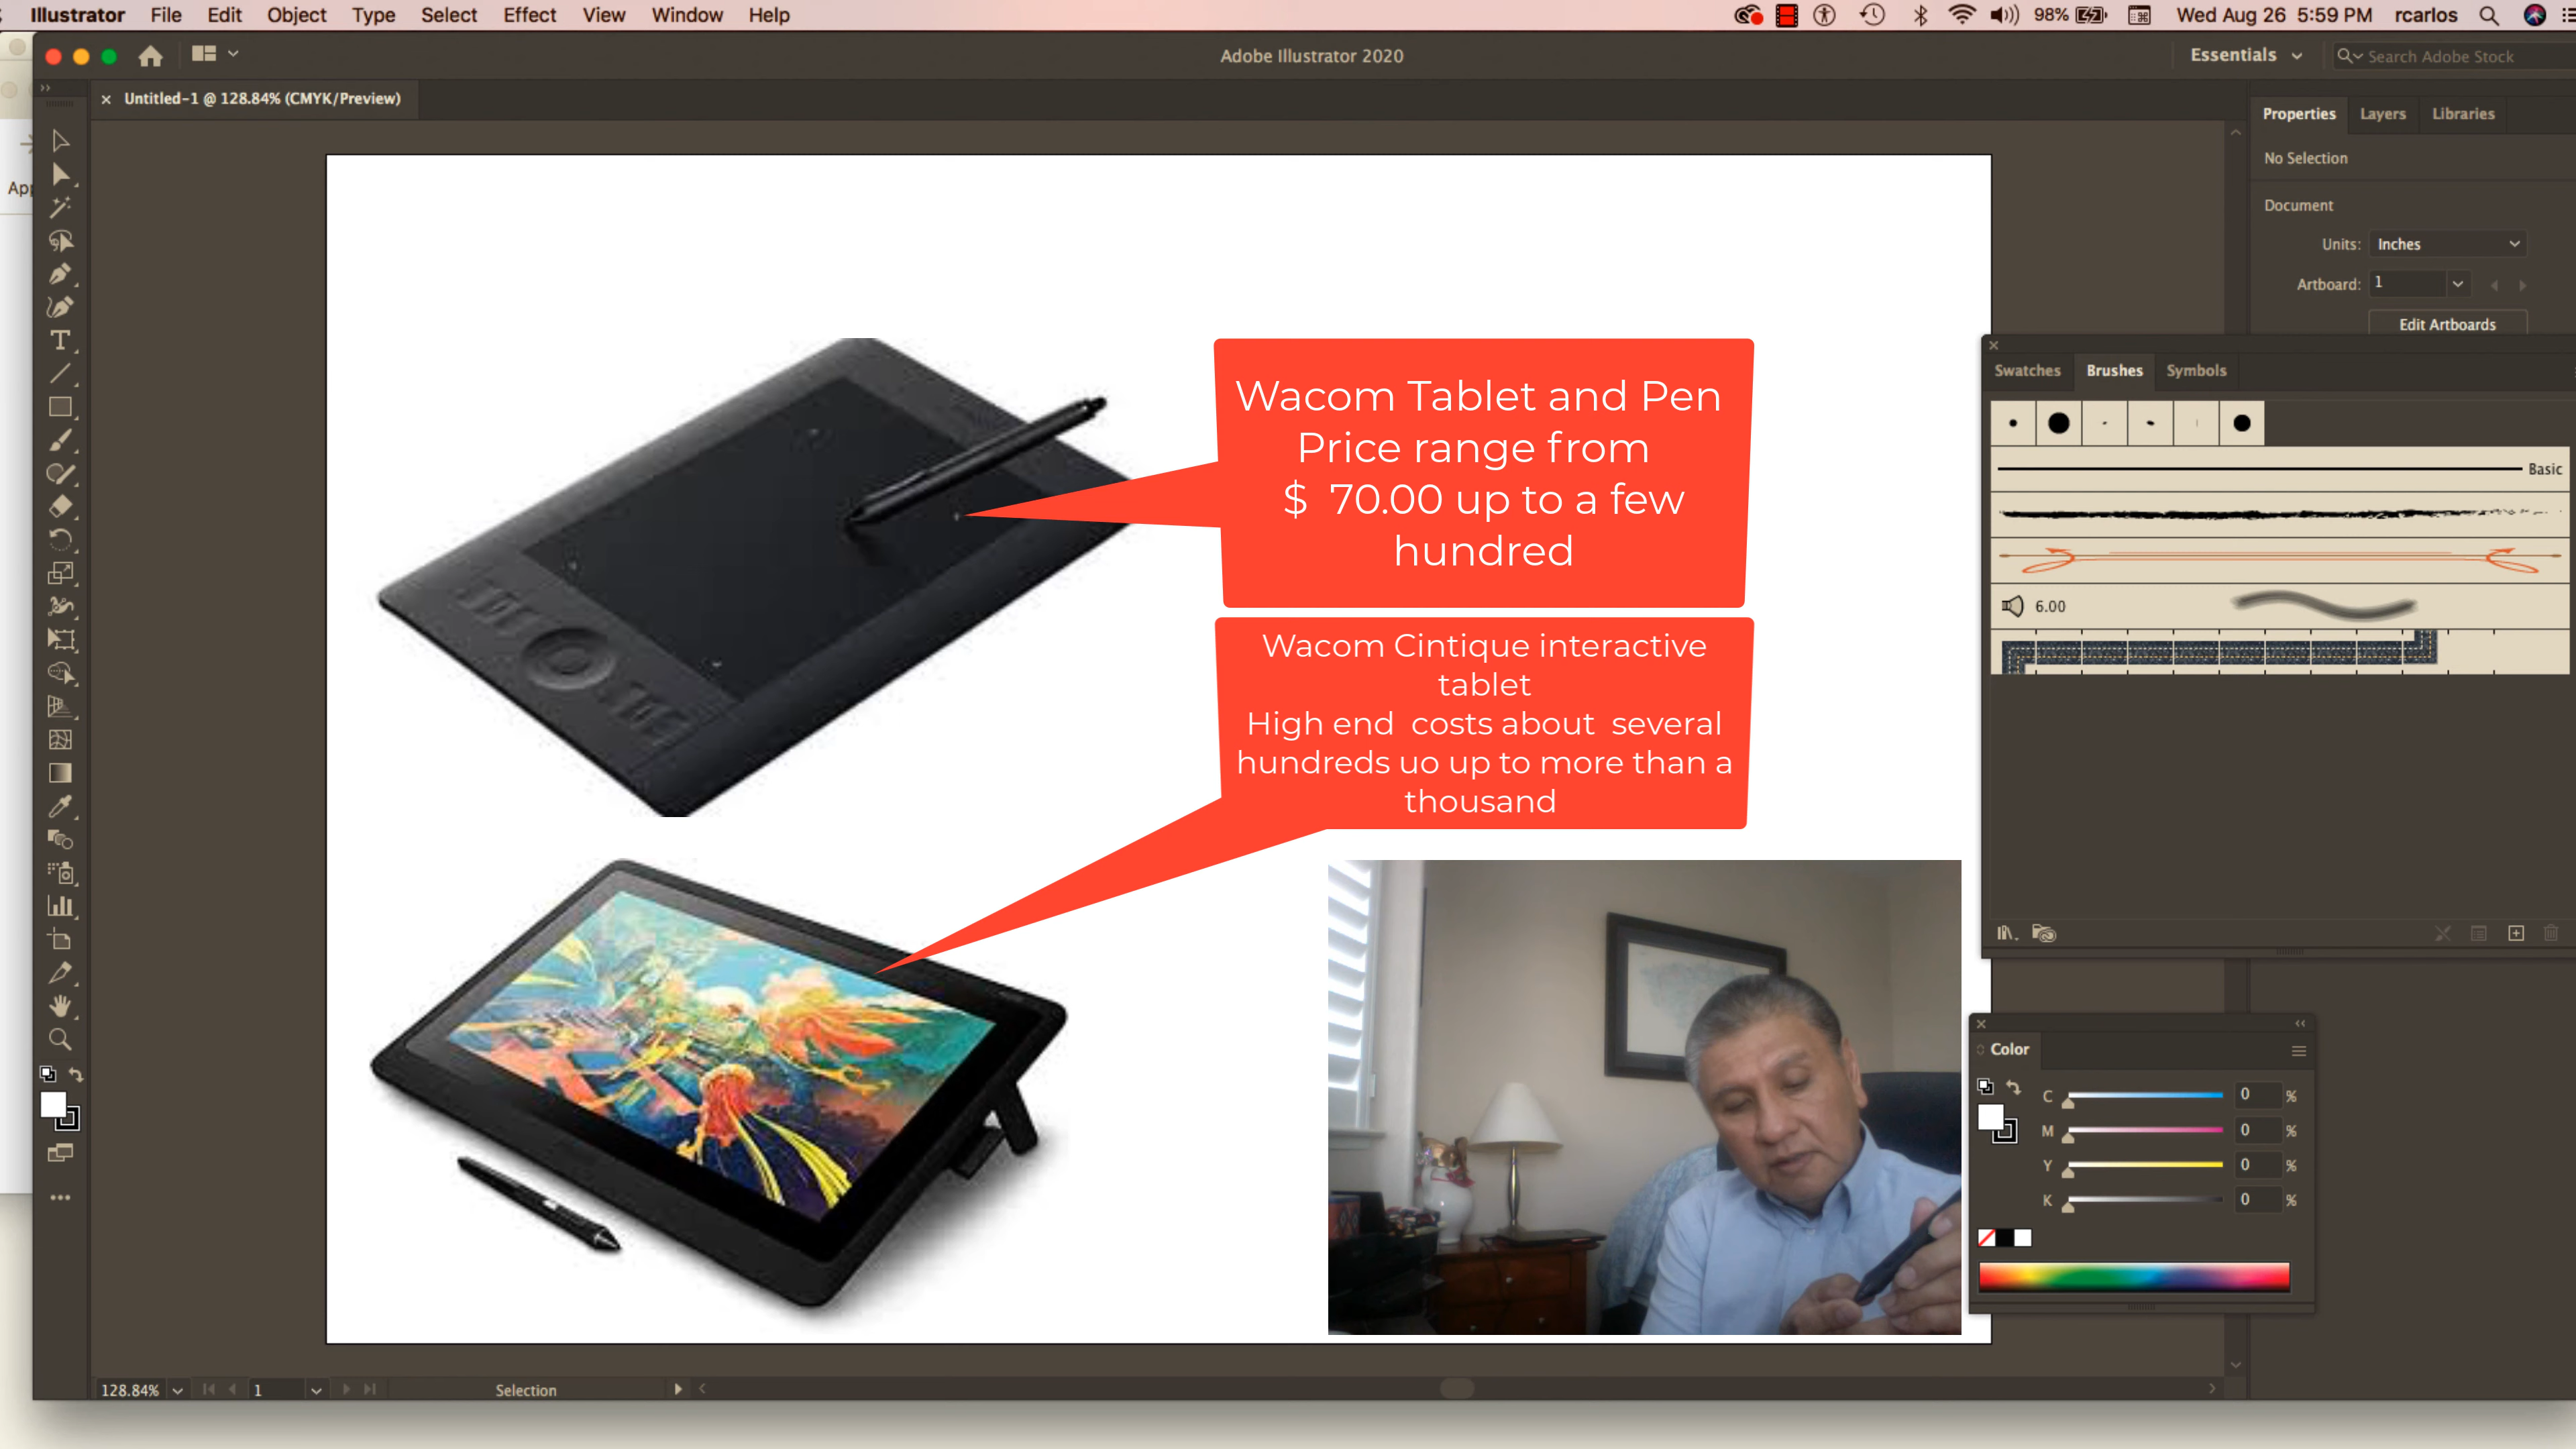 Illustrator File Edit Object Type Select Effect View Window Help 98% Wed Aug 26 5:59 PM rcarlos
Adobe Illustrator 2020 Essentials Search Adobe Stock
× Untitled-1 @ 128.84% (CMYK/Preview)
Properties Layers Libraries
No Selection
App
Document
Units: Inches
Artboard: 1
Edit Artboards
Swatches Brushes Symbols
Basic
6.00
Wacom Tablet and Pen
Price range from
$ 70.00 up to a few
hundred
Wacom Cintique interactive
tablet
High end costs about several
hundreds uo up to more than a
thousand
Color
C 0 %
M 0 %
Y 0 %
K 0 %
128.84% 1 Selection